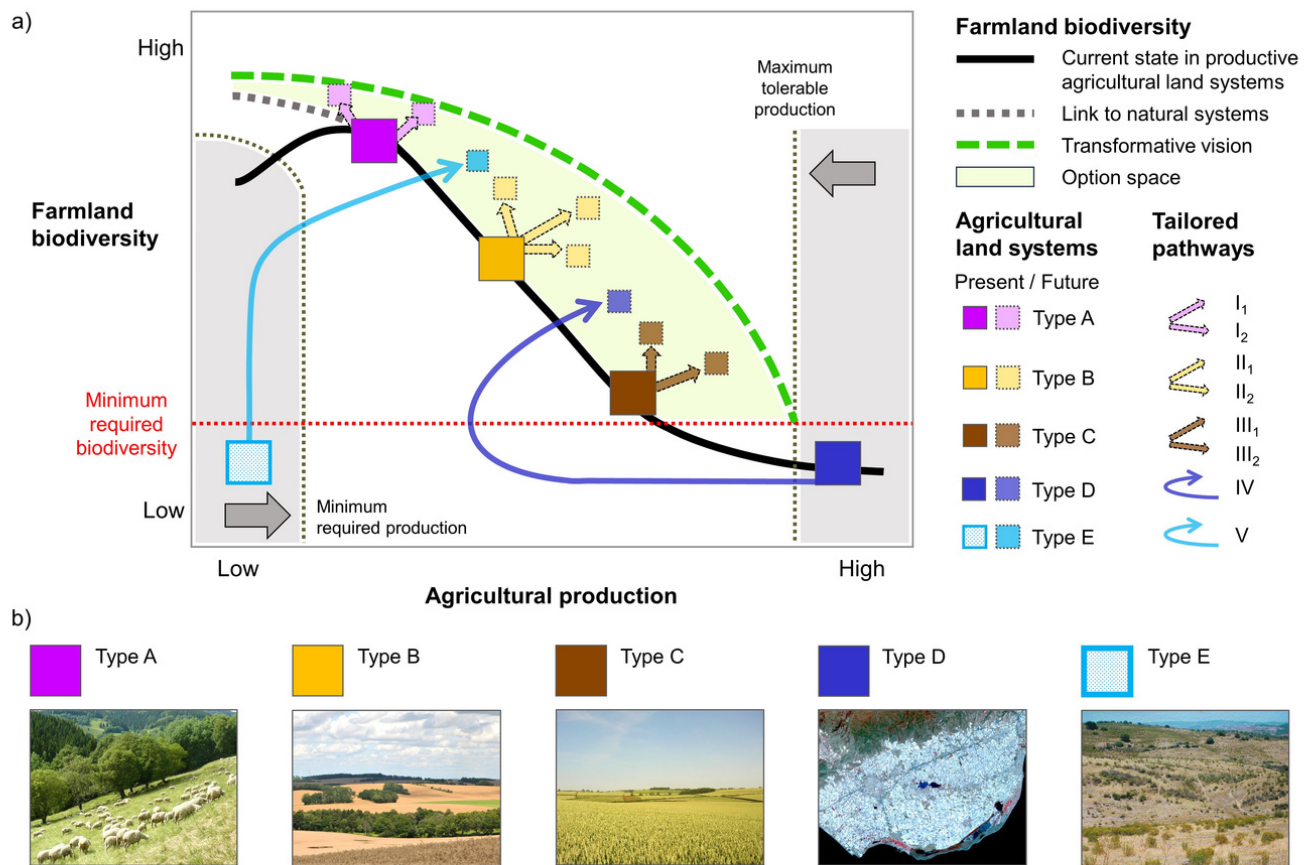 a)
High
Farmland
biodiversity
Minimum
required
biodiversity
Low
Maximum
tolerable
production
Minimum
required production
Low
High
Agricultural production
Farmland biodiversity
Current state in productive
agricultural land systems
Link to natural systems
Transformative vision
Option space
Agricultural
land systems
Present / Future
Type A
Type B
Type C
Type D
Type E
Tailored
pathways
I₁
I₂
II₁
II₂
III₁
III₂
IV
V
b)
Type A
Type B
Type C
Type D
Type E